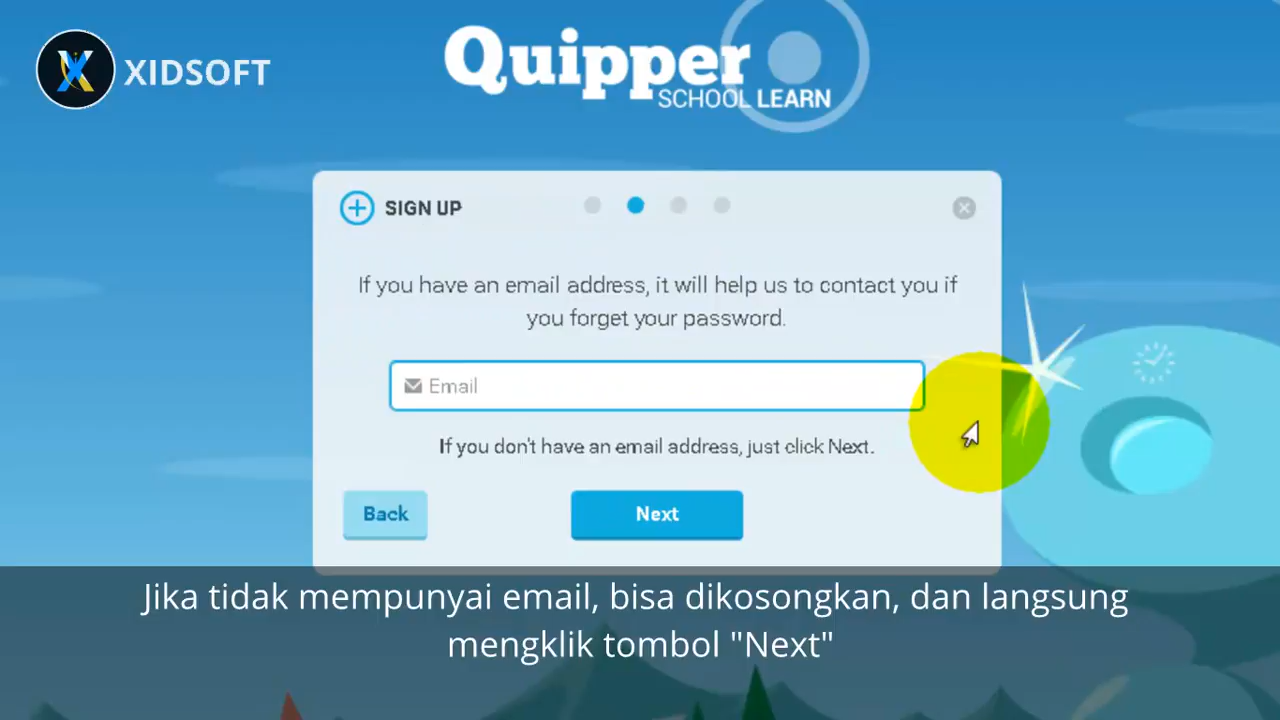 XIDSOFT
Quipper
SCHOOL LEARN
SIGN UP
If you have an email address, it will help us to contact you if
you forget your password.
Email
If you don't have an email address, just click Next.
Back
Next
Jika tidak mempunyai email, bisa dikosongkan, dan langsung
mengklik tombol "Next"